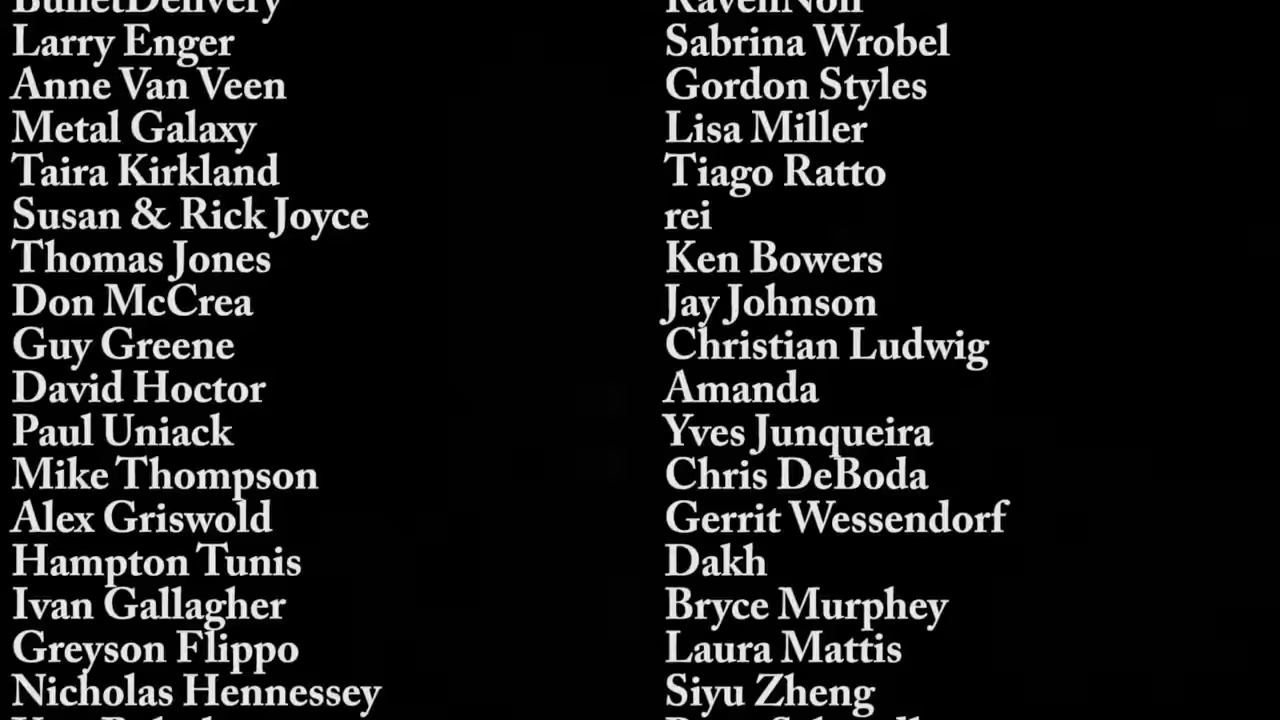 BulletDelivery
Larry Enger
Anne Van Veen
Metal Galaxy
Taira Kirkland
Susan & Rick Joyce
Thomas Jones
Don McCrea
Guy Greene
David Hoctor
Paul Uniack
Mike Thompson
Alex Griswold
Hampton Tunis
Ivan Gallagher
Greyson Flippo
Nicholas Hennessey
Sabrina Wrobel
Gordon Styles
Lisa Miller
Tiago Ratto
rei
Ken Bowers
Jay Johnson
Christian Ludwig
Amanda
Yves Junqueira
Chris DeBoda
Gerrit Wessendorf
Dakh
Bryce Murphey
Laura Mattis
Siyu Zheng